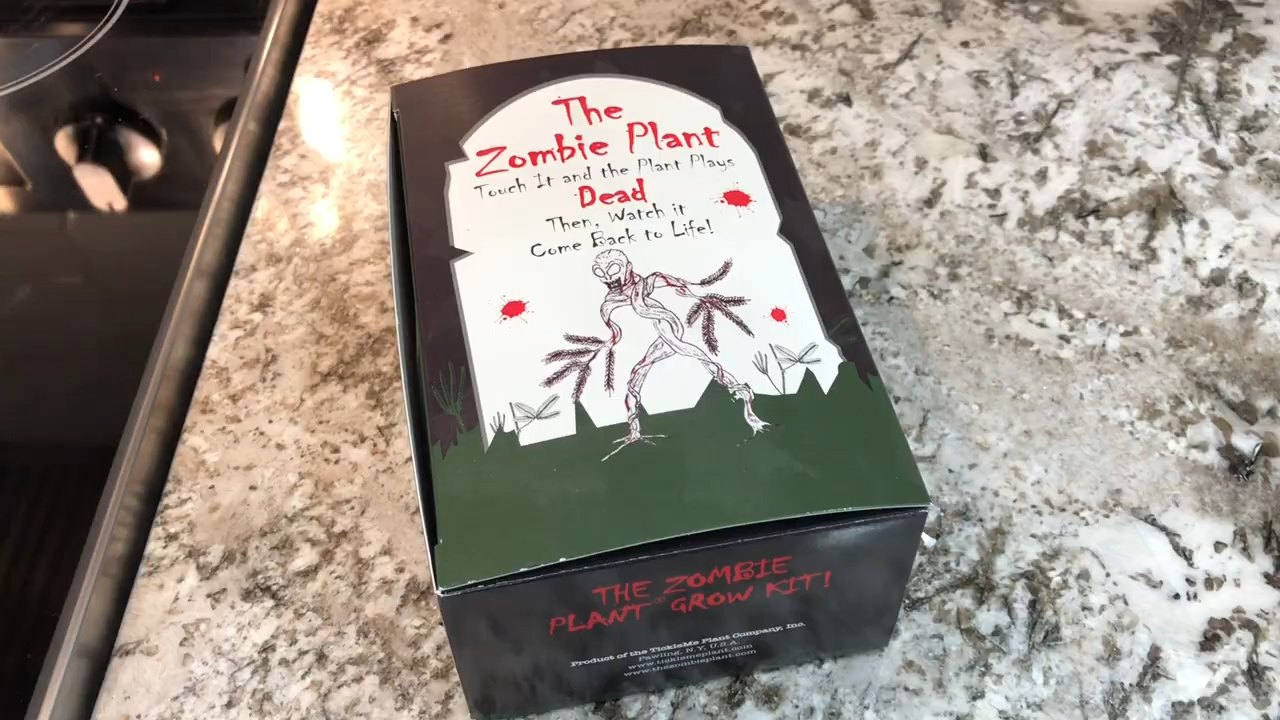 The
Zombie Plant
Touch It and the Plant Plays
Dead
Then, Watch it
Come Back to Life!
THE ZOMBIE
PLANT GROW KIT!
Product of the TickleMe Plant Company, Inc.
Pawling, N.Y, U.S.A.
www.ticklemeplant.com
www.thezombieplant.com